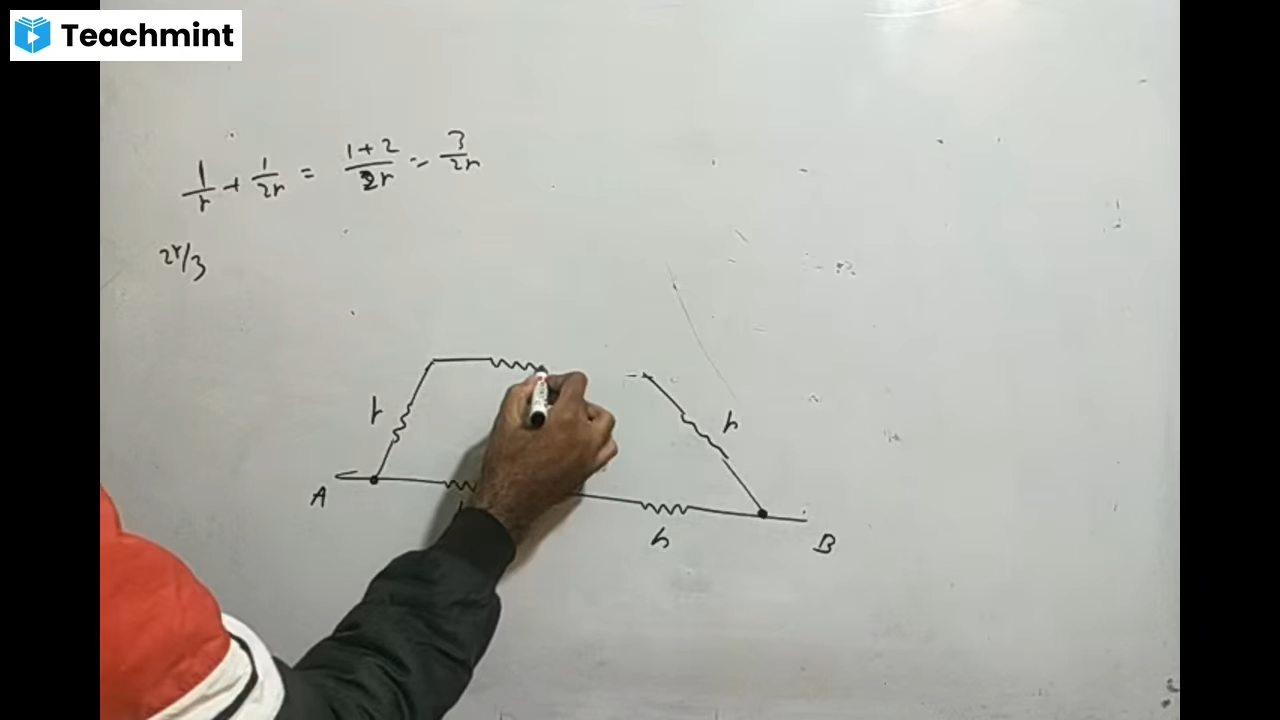 Teachmint
1/r + 1/2r = 1+2/2r = 3/2r
2r/3
r
r
A
r
B